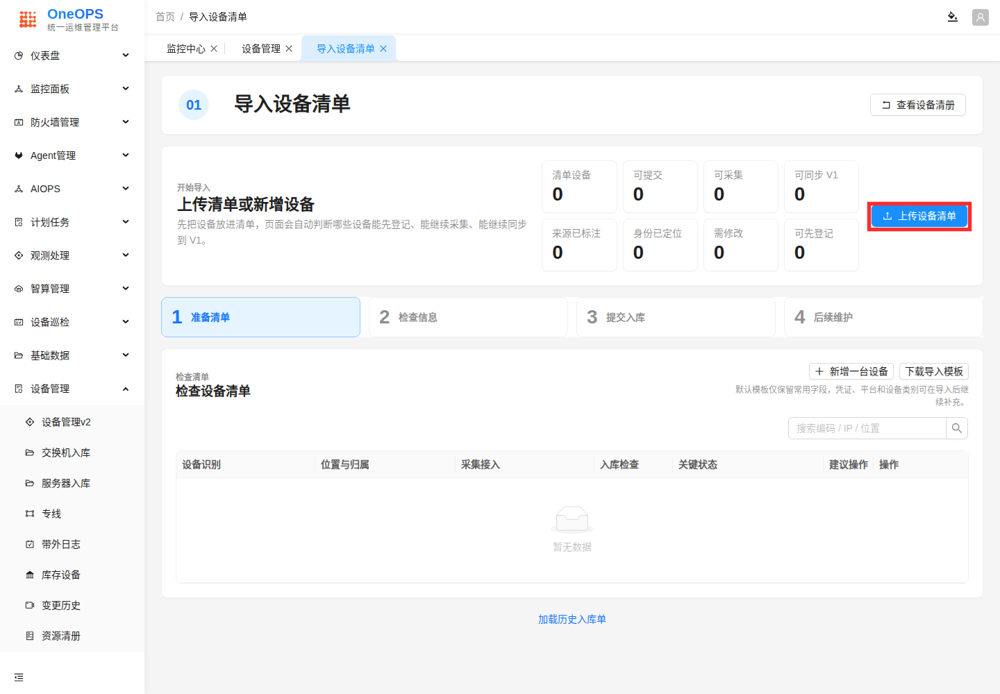 OneOPS
统一运维管理平台
首页 / 导入设备清单
监控中心
设备管理
导入设备清单
仪表盘
监控面板
防火墙管理
Agent管理
AIOPS
计划任务
观测处理
智算管理
设备巡检
基础数据
设备管理
设备管理v2
交换机入库
服务器入库
专线
带外日志
库存设备
变更历史
资源清册
01
导入设备清单
查看设备清册
开始导入
上传清单或新增设备
先把设备放进清单，页面会自动判断哪些设备能先登记、能继续采集、能继续同步
到 V1。
清单设备
0
可提交
0
可采集
0
可同步 V1
0
来源已标注
0
身份已定位
0
需修改
0
可先登记
0
上传设备清单
1 准备清单
2 检查信息
3 提交入库
4 后续维护
检查清单
检查设备清单
新增一台设备
下载导入模板
默认模板仅保留常用字段，凭证、平台和设备类别可在导入后继
续补充。
搜索编码 / IP / 位置
设备识别 位置与归属 采集接入 入库检查 关键状态 建议操作 操作
暂无数据
加载历史入库单